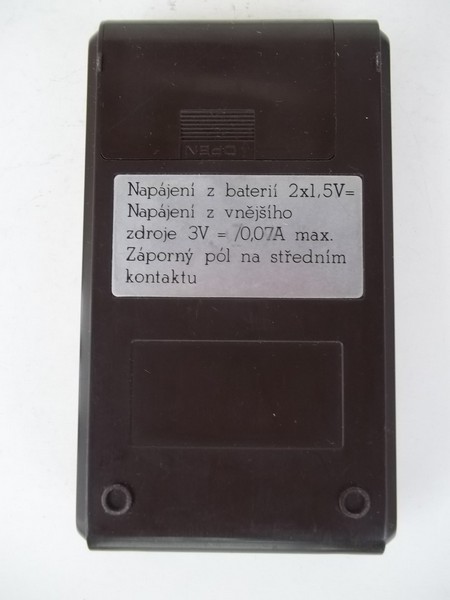 OPEN
Napájení z baterií 2x1,5V=
Napájení z vnějšího
zdroje 3V = /0,07A max.
Záporný pól na středním
kontaktu